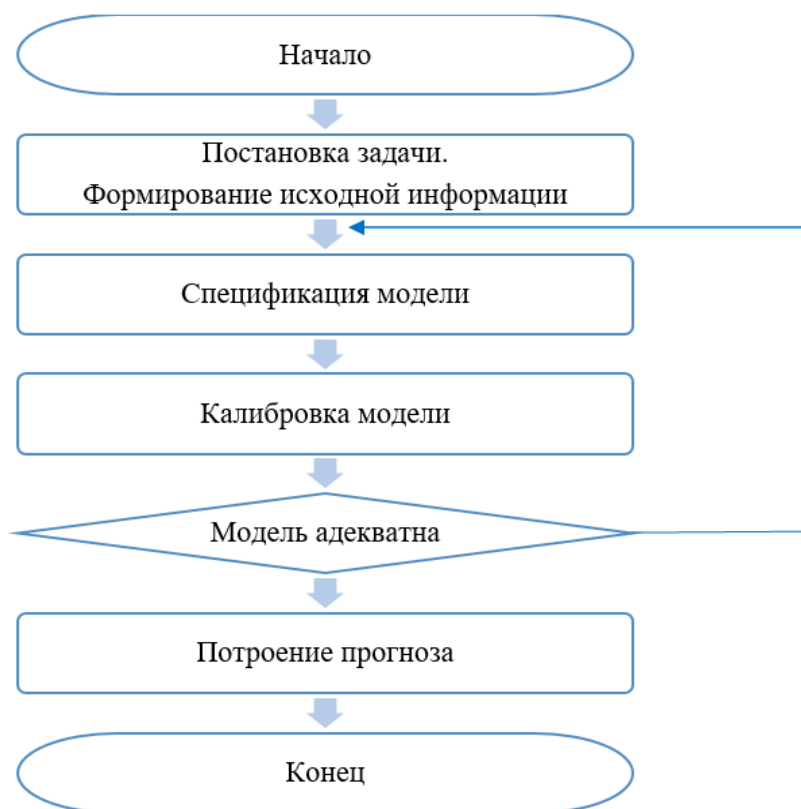 Начало
Постановка задачи.
Формирование исходной информации
Спецификация модели
Калибровка модели
Модель адекватна
Потроение прогноза
Конец